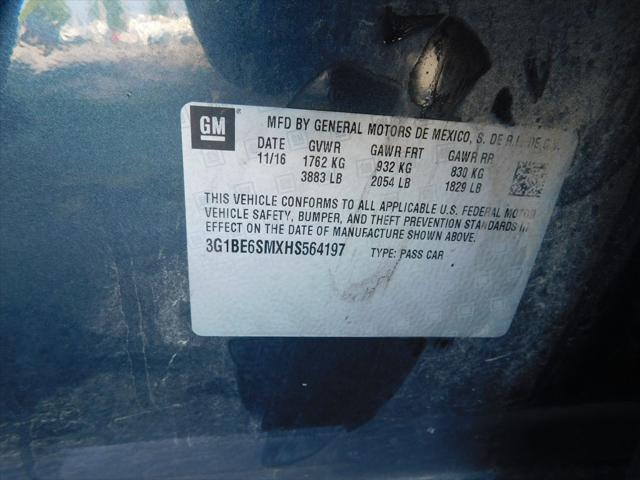 GM®
MFD BY GENERAL MOTORS DE MEXICO, S. DE R.L. DE C.V.
DATE GVWR GAWR FRT GAWR RR
11/16 1762 KG 932 KG 830 KG
3883 LB 2054 LB 1829 LB
THIS VEHICLE CONFORMS TO ALL APPLICABLE U.S. FEDERAL MOTOR
VEHICLE SAFETY, BUMPER, AND THEFT PREVENTION STANDARDS IN
EFFECT ON THE DATE OF MANUFACTURE SHOWN ABOVE.
3G1BE6SMXHS564197 TYPE: PASS CAR